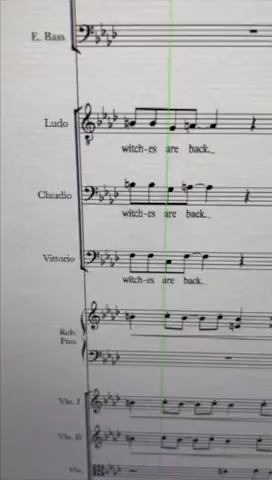 E. Bass
Ludo
witch-es are back.
Claudio
witch-es are back.
Vittorio
witch-es are back.
Reh.
Pno.
Vln. I
Vln. II
Vla.